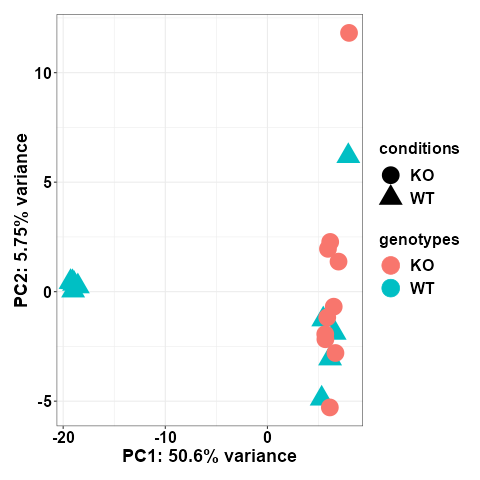 10
5
0
-5
-20
-10
0
PC2: 5.75% variance
PC1: 50.6% variance
conditions
KO
WT
genotypes
KO
WT